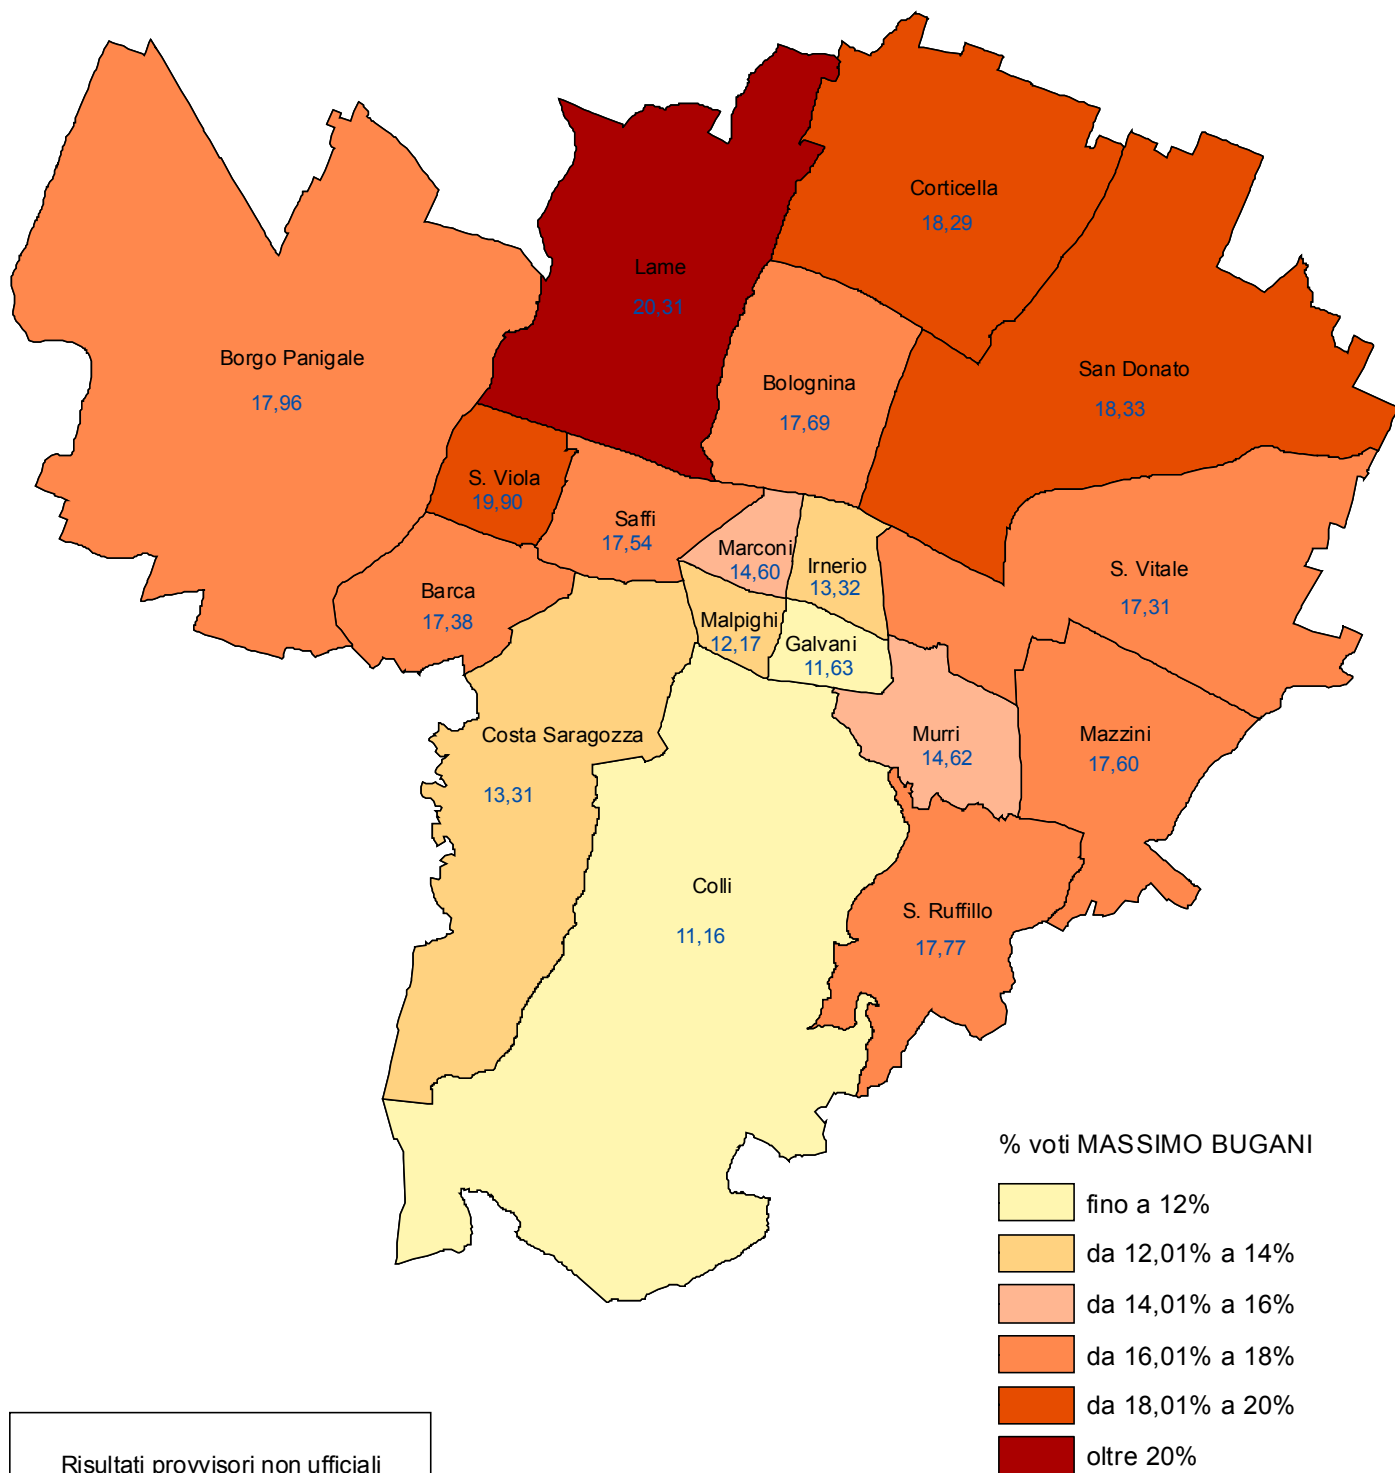 Corticella
18,29
Lame
20,31
Borgo Panigale
17,96
Bolognina
17,69
San Donato
18,33
S. Viola
19,90
Saffi
17,54
Marconi
14,60
Irnerio
13,32
S. Vitale
17,31
Barca
17,38
Malpighi
12,17
Galvani
11,63
Costa Saragozza
13,31
Murri
14,62
Mazzini
17,60
Colli
11,16
S. Ruffillo
17,77
% voti MASSIMO BUGANI
fino a 12%
da 12,01% a 14%
da 14,01% a 16%
da 16,01% a 18%
da 18,01% a 20%
oltre 20%
Risultati provvisori non ufficiali